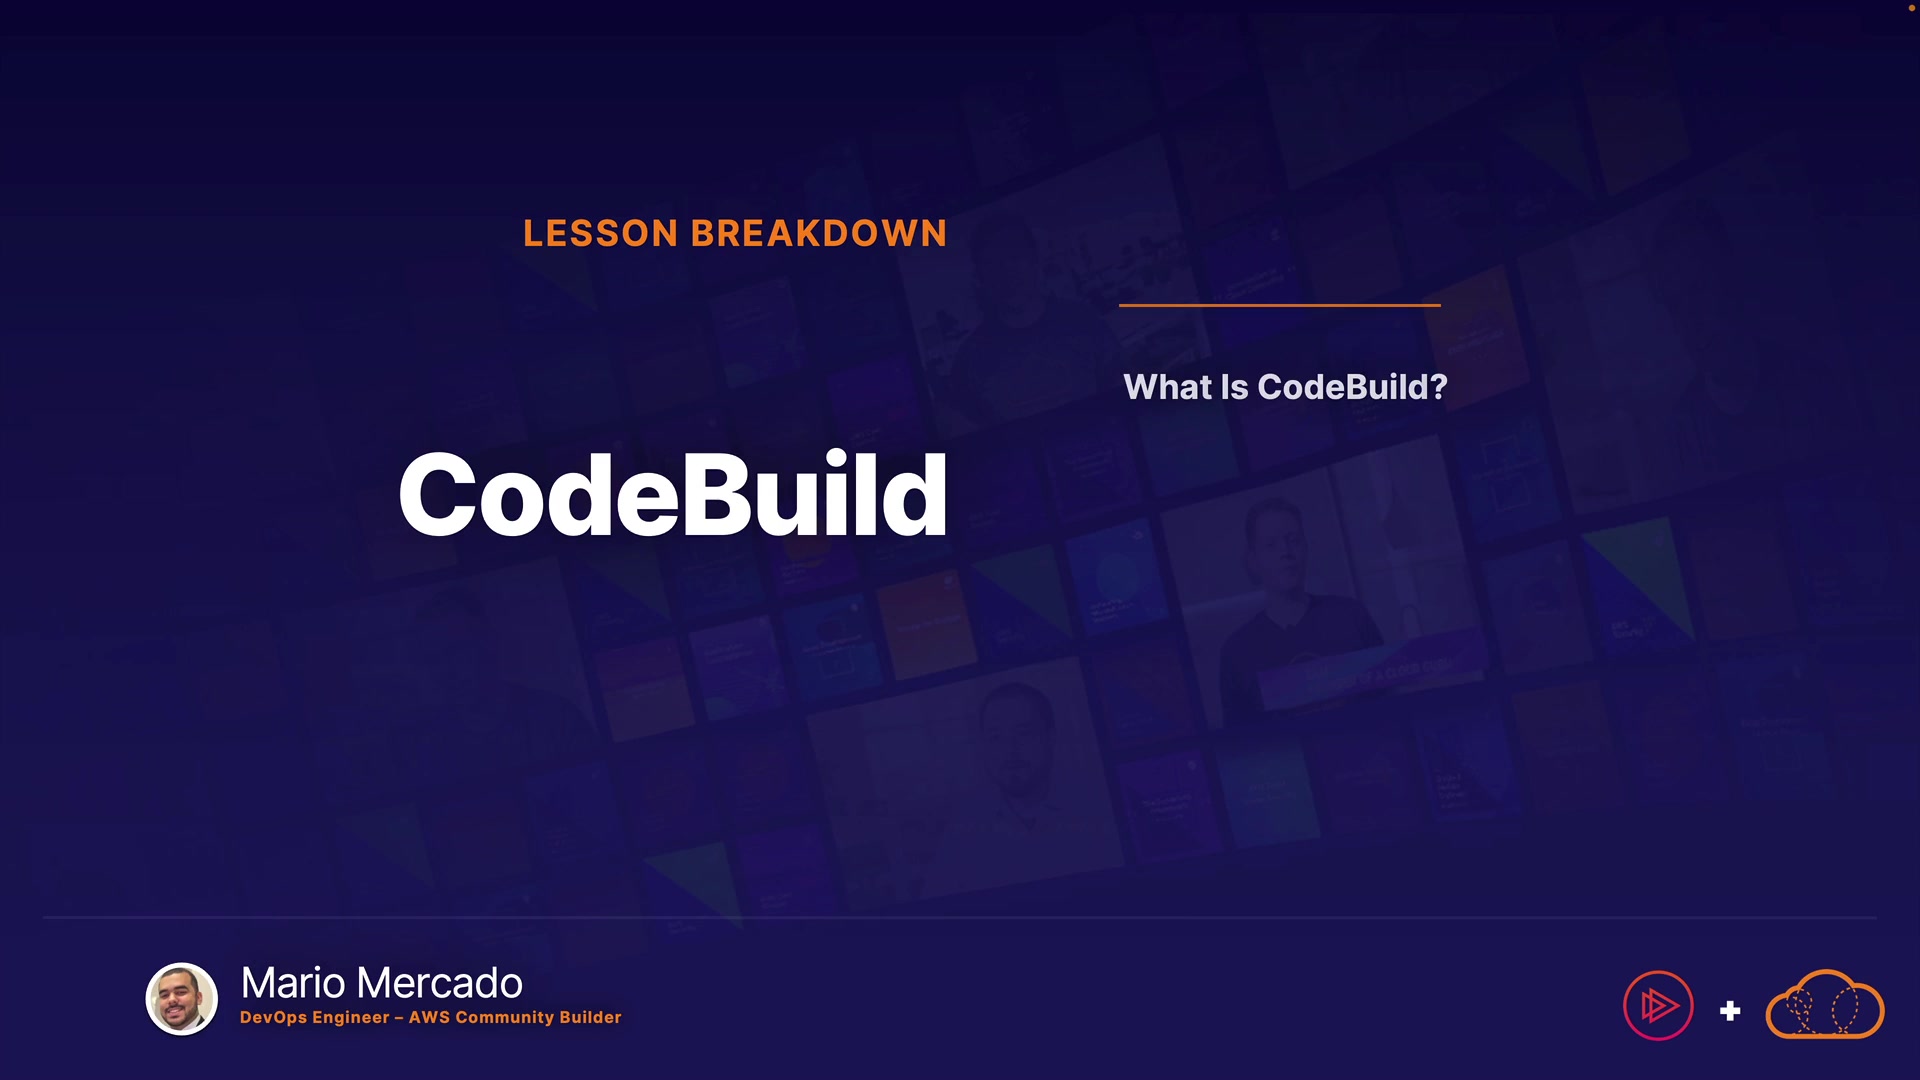 LESSON BREAKDOWN
CodeBuild
What Is CodeBuild?
Mario Mercado
DevOps Engineer – AWS Community Builder